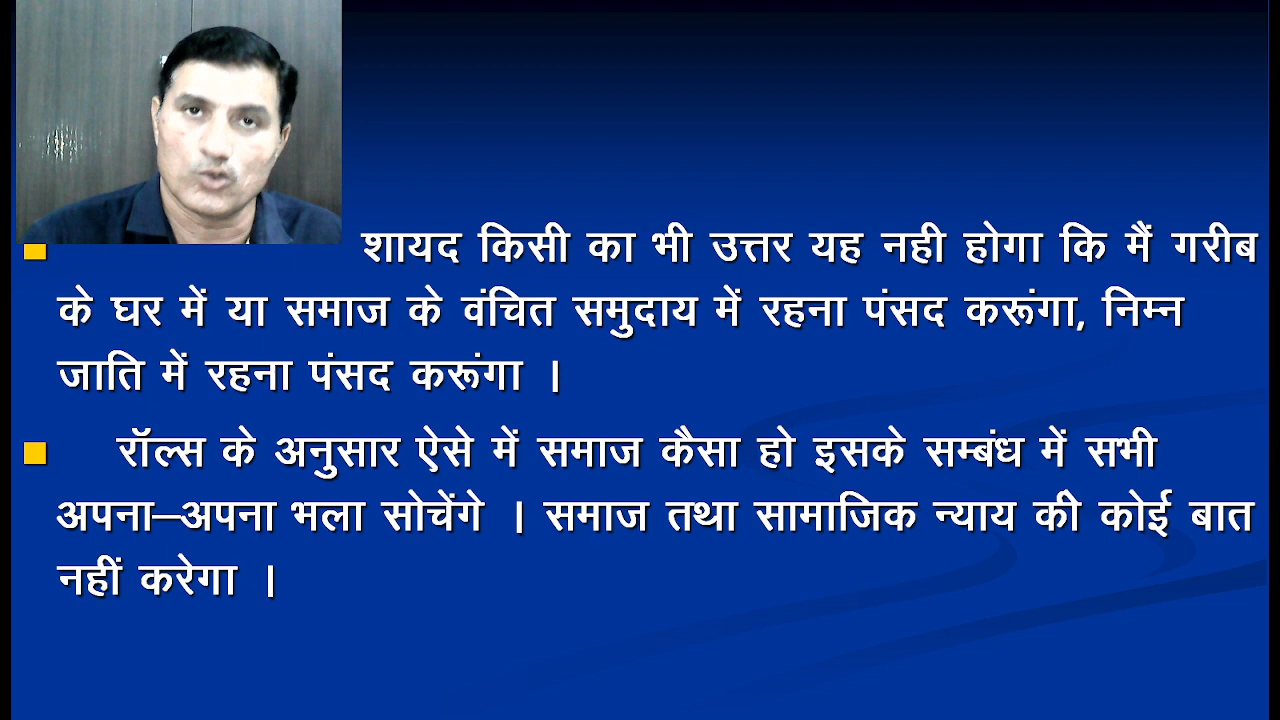 शायद किसी का भी उत्तर यह नही होगा कि मैं गरीब
के घर में या समाज के वंचित समुदाय में रहना पंसद करूंगा, निम्न
जाति में रहना पंसद करूंगा ।
रॉल्स के अनुसार ऐसे में समाज कैसा हो इसके सम्बंध में सभी
अपना–अपना भला सोचेंगे । समाज तथा सामाजिक न्याय की कोई बात
नहीं करेगा ।